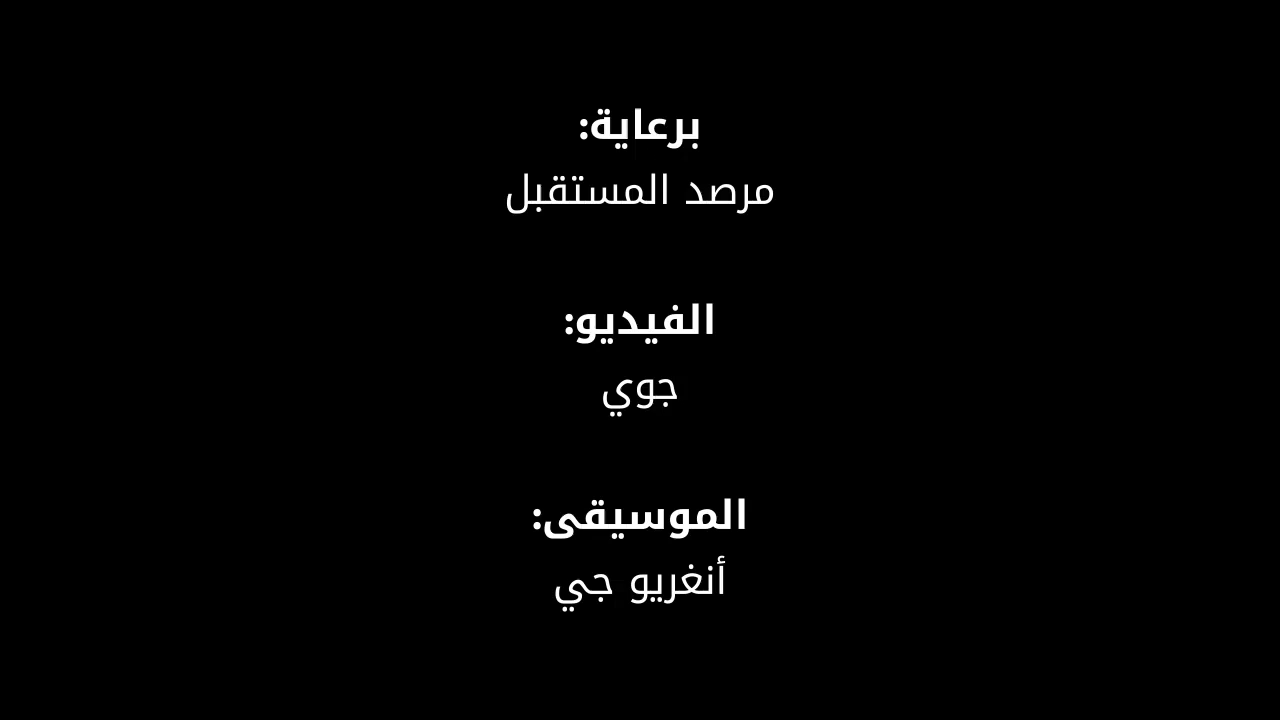 برعاية:
مرصد المستقبل
الفيديو:
جوي
الموسيقى:
أنغريو جي